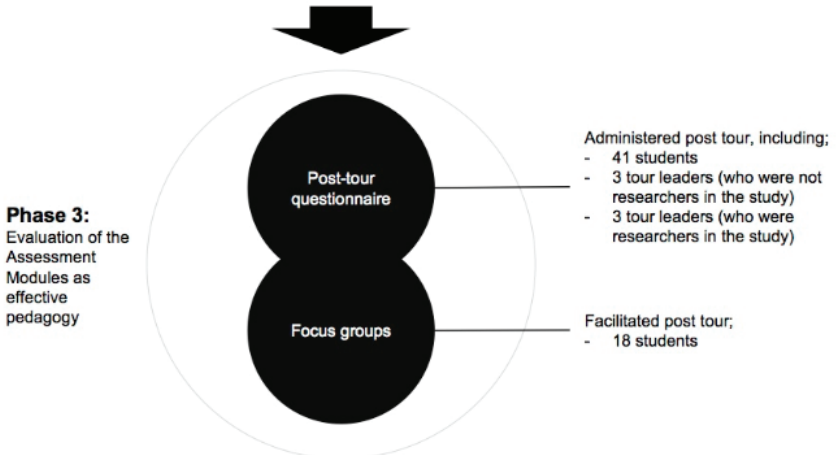 Phase 3:
Evaluation of the
Assessment
Modules as
effective
pedagogy
Post-tour
questionnaire
Administered post tour, including;
- 41 students
- 3 tour leaders (who were not
researchers in the study)
- 3 tour leaders (who were
researchers in the study)
Focus groups
Facilitated post tour;
- 18 students